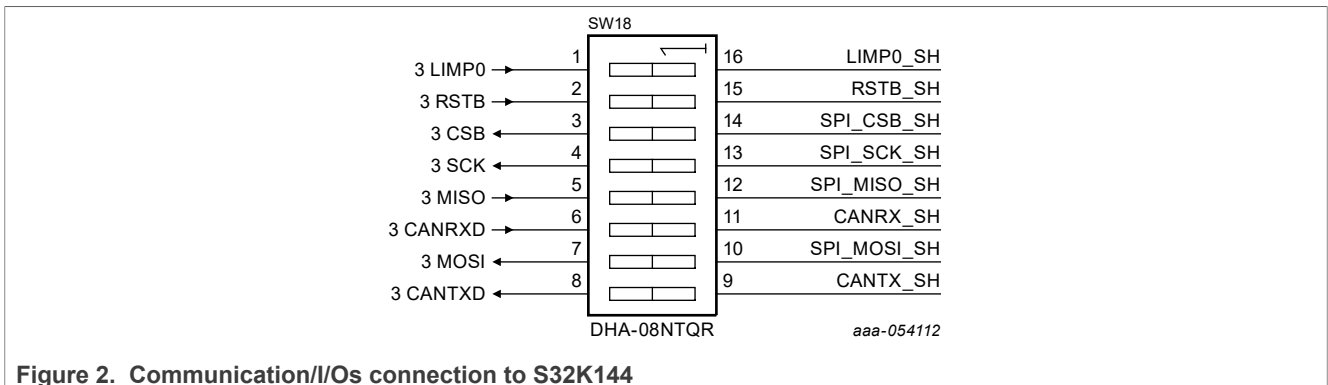 SW18
3 LIMP0 1 16 LIMP0_SH
3 RSTB 2 15 RSTB_SH
3 CSB 3 14 SPI_CSB_SH
3 SCK 4 13 SPI_SCK_SH
3 MISO 5 12 SPI_MISO_SH
3 CANRXD 6 11 CANRX_SH
3 MOSI 7 10 SPI_MOSI_SH
3 CANTXD 8 9 CANTX_SH
DHA-08NTQR aaa-054112
Figure 2. Communication/I/Os connection to S32K144